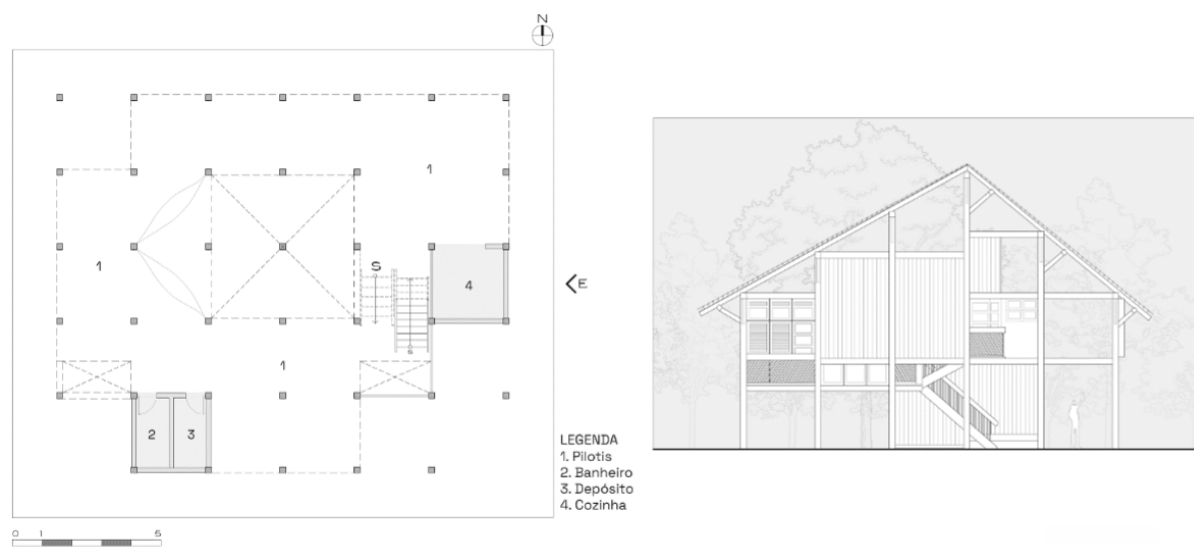 N
1
1
S
4
E
1
2
3
LEGENDA
1. Pilotis
2. Banheiro
3. Depósito
4. Cozinha
0 1 5